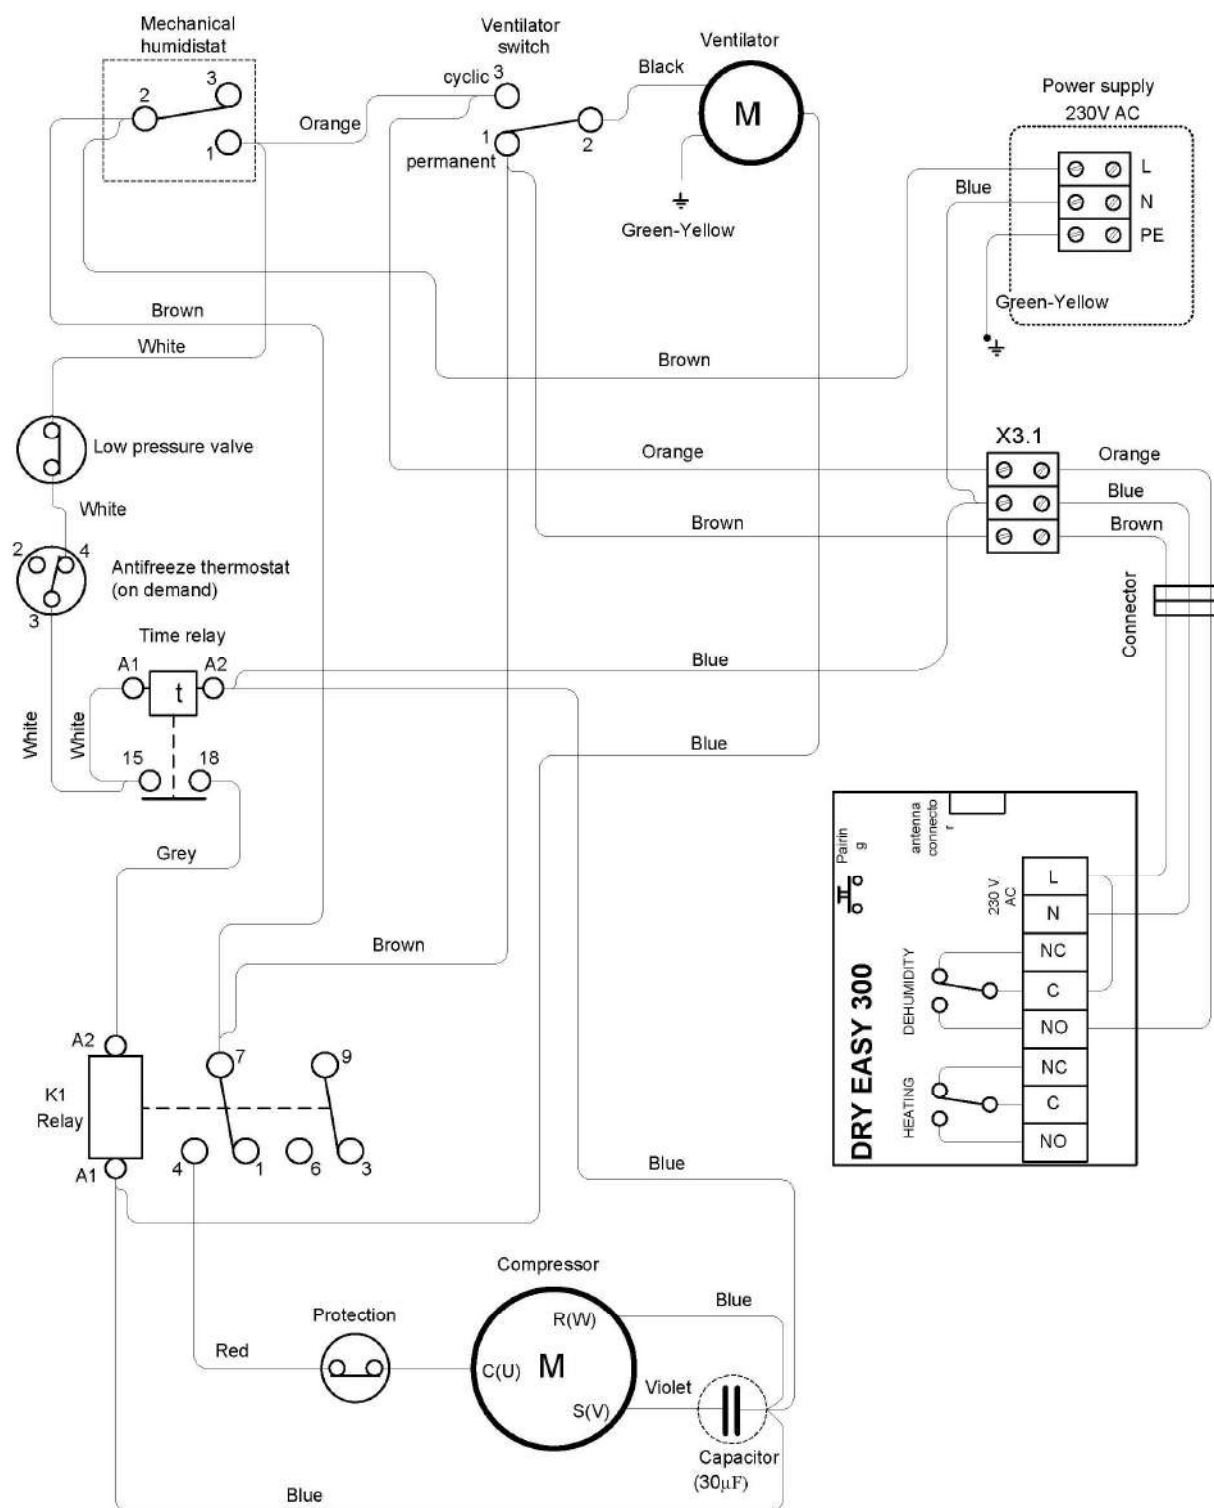 Mechanical
humidistat
3
2
1
Orange
Ventilator
switch
cyclic 3
1
permanent
2
Black
Ventilator
M
Green-Yellow
Power supply
230V AC
L
N
PE
Blue
Green-Yellow
Brown
White
Brown
Low pressure valve
White
2
4
3
Antifreeze thermostat
(on demand)
Orange
Brown
X3.1
Orange
Blue
Brown
Connector
Time relay
A1
A2
t
15
18
White
White
Blue
Blue
Grey
Brown
Pairin
g
antenna
connecto
r
230 V
AC
L
N
NC
C
NO
NC
C
NO
DEHUMIDITY
HEATING
DRY EASY 300
A2
K1
Relay
A1
7
9
4
1
6
3
Blue
Compressor
R(W)
C(U)
M
S(V)
Blue
Protection
Red
Violet
Capacitor
(30µF)
Blue